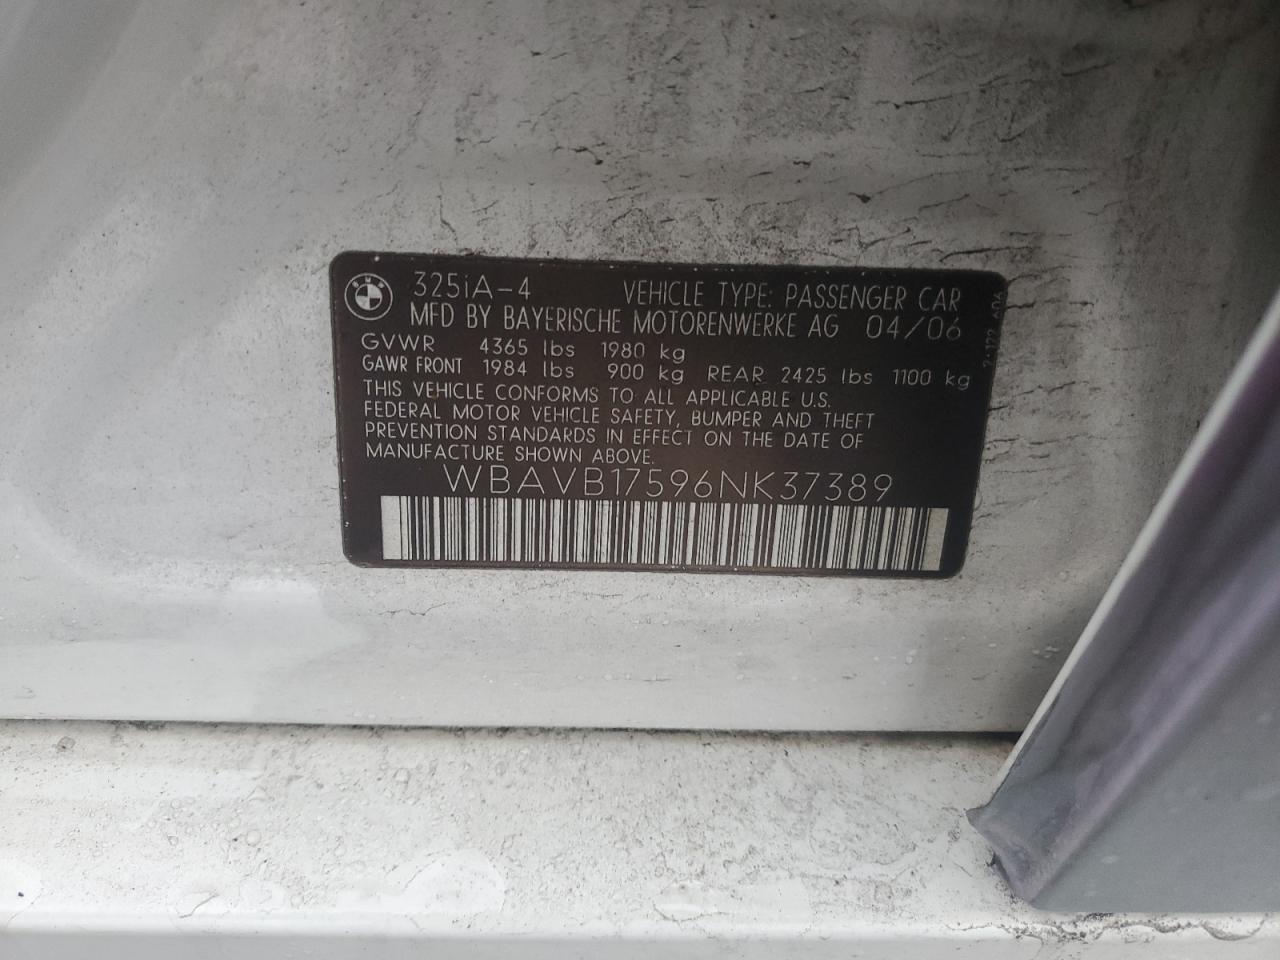 BMW
325iA-4 VEHICLE TYPE: PASSENGER CAR
MFD BY BAYERISCHE MOTORENWERKE AG 04/06
GVWR 4365 lbs 1980 kg
GAWR FRONT 1984 lbs 900 kg REAR 2425 lbs 1100 kg
THIS VEHICLE CONFORMS TO ALL APPLICABLE U.S.
FEDERAL MOTOR VEHICLE SAFETY, BUMPER AND THEFT
PREVENTION STANDARDS IN EFFECT ON THE DATE OF
MANUFACTURE SHOWN ABOVE.
WBAVB17596NK37389